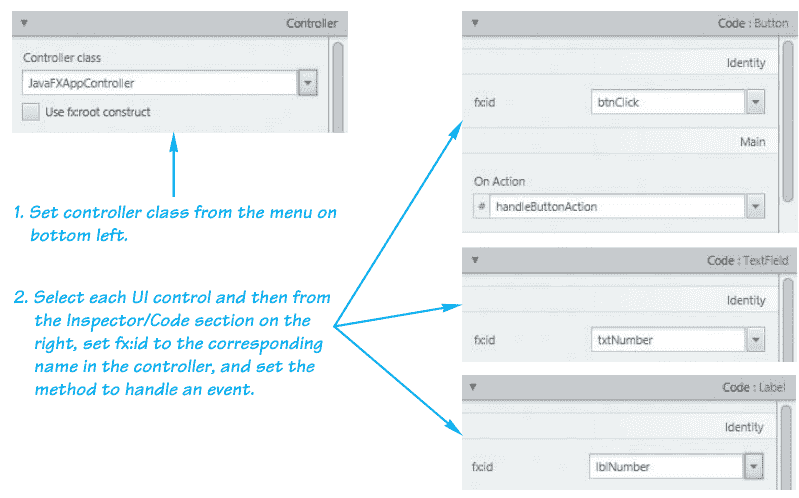 Controller
Controller class
JavaFXAppController
Use fx:root construct
1. Set controller class from the menu on
bottom left.
2. Select each UI control and then from
the Inspector/Code section on the
right, set fx:id to the corresponding
name in the controller, and set the
method to handle an event.
Code : Button
Identity
fx:id
btnClick
Main
On Action
# handleButtonAction
Code : TextField
Identity
fx:id
txtNumber
Code : Label
Identity
fx:id
lblNumber